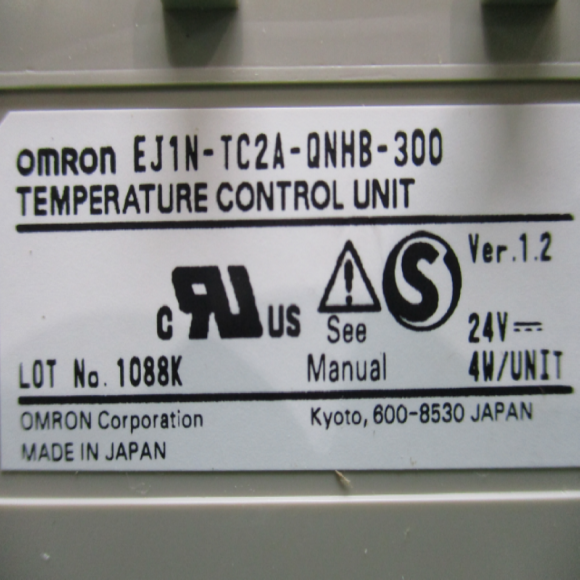 OMRON EJ1N-TC2A-QNHB-300
TEMPERATURE CONTROL UNIT
Ver.1.2
c RU US
See
Manual
24V
4W/UNIT
LOT No. 1088K
OMRON Corporation
Kyoto, 600-8530 JAPAN
MADE IN JAPAN